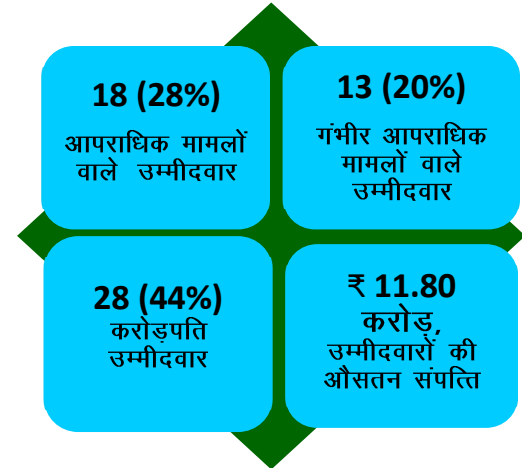 18 (28%)
आपराधिक मामलों
वाले उम्मीदवार
13 (20%)
गंभीर आपराधिक
मामलों वाले
उम्मीदवार
28 (44%)
करोड़पति
उम्मीदवार
₹ 11.80
करोड़,
उम्मीदवारों की
औसतन संपत्ति